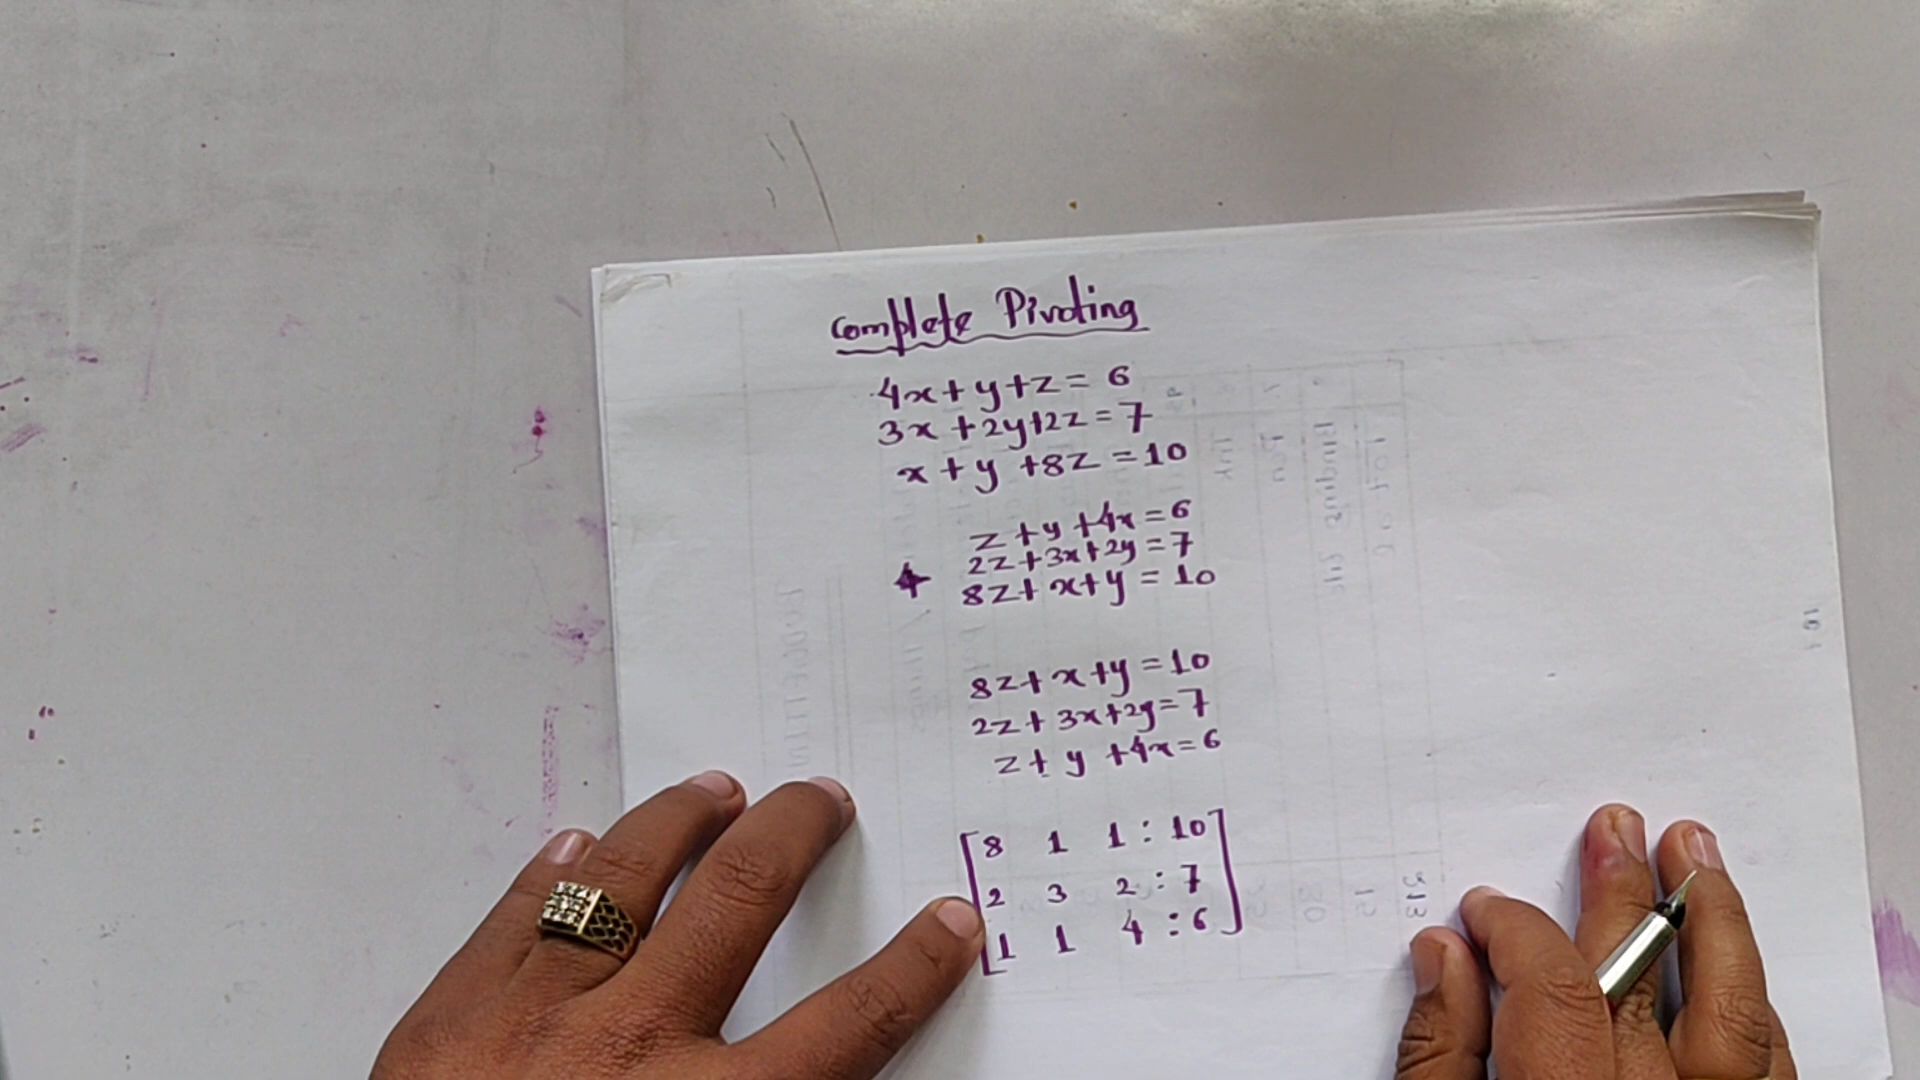 Complete Pivoting
4x+y+z= 6
3x +2y+2z=7
x+y +8z =10
z+y +4x=6
2z+3x+2y=7
8z+x+y = 10
8z+x+y=10
2z+3x+2y=7
z+y +4x=6
8 1 1 : 10
2 3 2 : 7
1 1 4 : 6